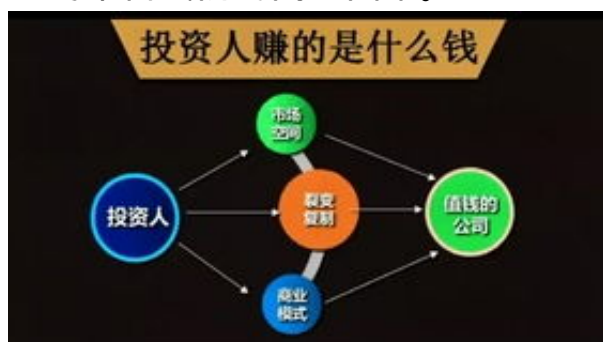 投资人赚的是什么钱
市场
空间
投资人
裂变
复制
值钱的
公司
商业
模式